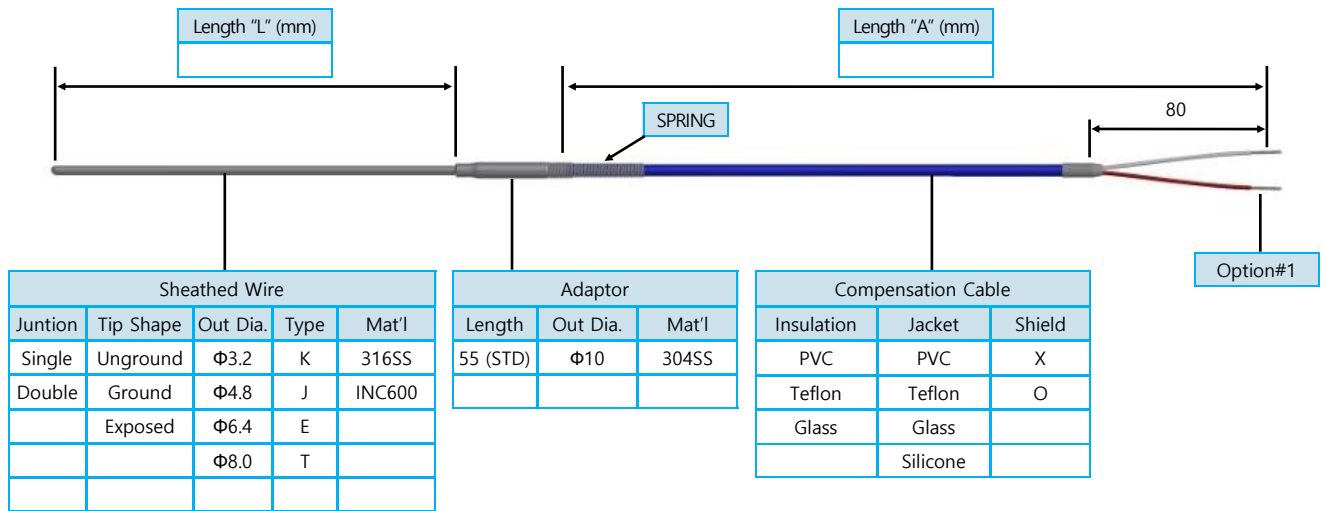 Length "L" (mm)
Length "A" (mm)
80
SPRING
Option#1
Sheathed Wire
Juntion Tip Shape Out Dia. Type Mat'l
Single Unground Φ3.2 K 316SS
Double Ground Φ4.8 J INC600
Exposed Φ6.4 E
Φ8.0 T
Adaptor
Length Out Dia. Mat'l
55 (STD) Φ10 304SS
Compensation Cable
Insulation Jacket Shield
PVC PVC X
Teflon Teflon O
Glass Glass
Silicone